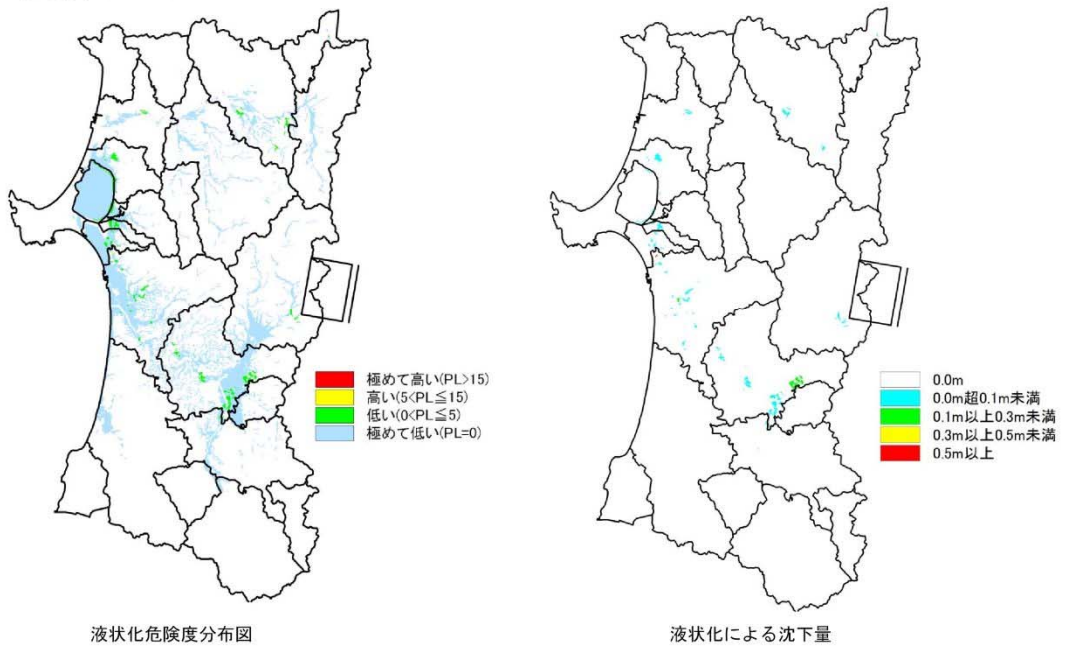 極めて高い(PL>15)
高い(5<PL≦15)
低い(0<PL≦5)
極めて低い(PL=0)
液状化危険度分布図
0.0m
0.0m超0.1m未満
0.1m以上0.3m未満
0.3m以上0.5m未満
0.5m以上
液状化による沈下量